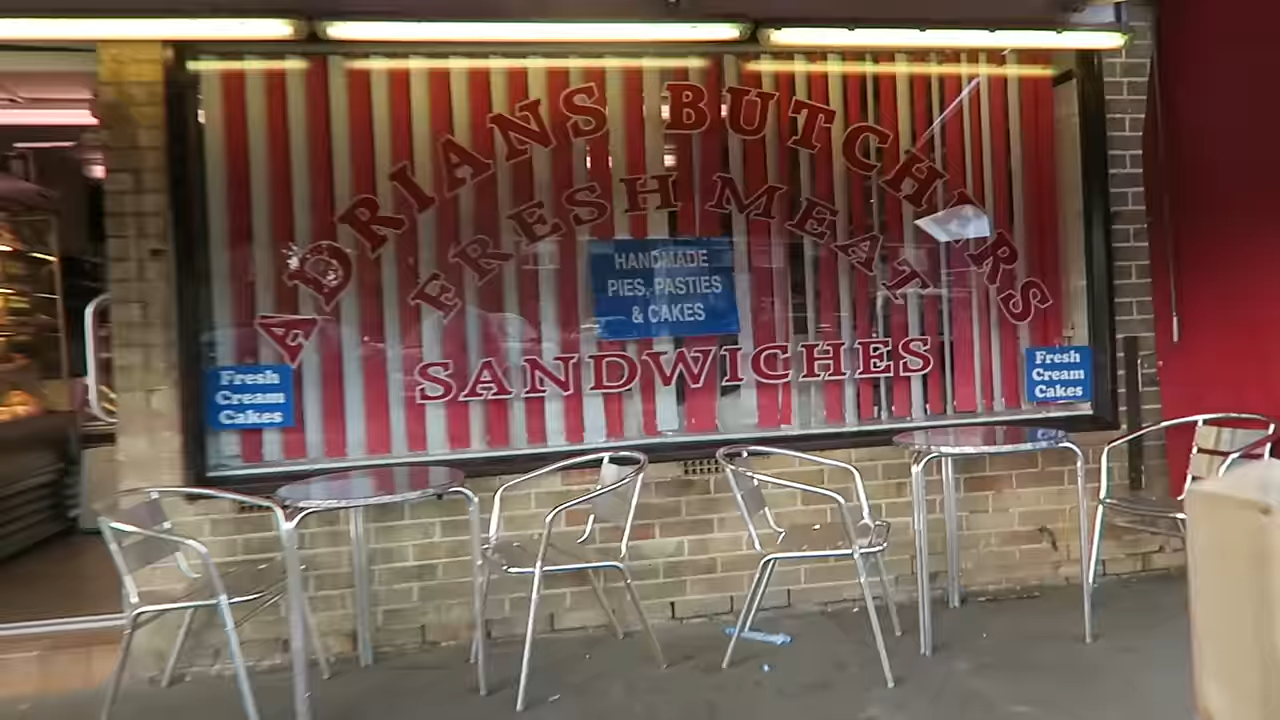 ADRIANS BUTCHERS
FRESH MEAT
HANDMADE
PIES, PASTIES
& CAKES
SANDWICHES
Fresh
Cream
Cakes
Fresh
Cream
Cakes